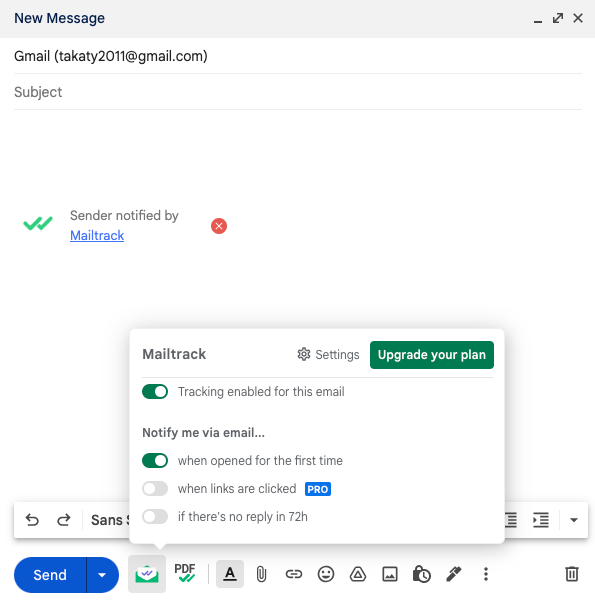 New Message
Gmail (takaty2011@gmail.com)
Subject
Sender notified by
Mailtrack
Mailtrack
Settings
Upgrade your plan
Tracking enabled for this email
Notify me via email...
when opened for the first time
when links are clicked PRO
if there's no reply in 72h
Sans
Send
PDF
A